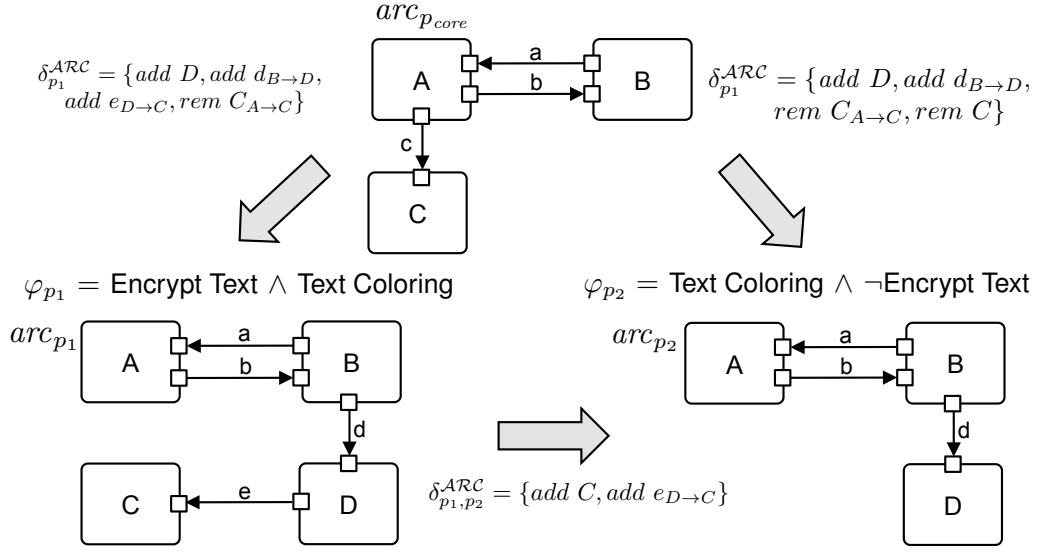 arc_{p_{core}}
δ^{ARC}_{p_1} = {add D, add d_{B→D},
add e_{D→C}, rem C_{A→C}}
A
a
b
B
c
C
δ^{ARC}_{p_1} = {add D, add d_{B→D},
rem C_{A→C}, rem C}
φ_{p_1} = Encrypt Text ∧ Text Coloring
φ_{p_2} = Text Coloring ∧ ¬Encrypt Text
arc_{p_1}
A
a
b
B
d
C
e
D
δ^{ARC}_{p_1,p_2} = {add C, add e_{D→C}}
arc_{p_2}
A
a
b
B
d
D